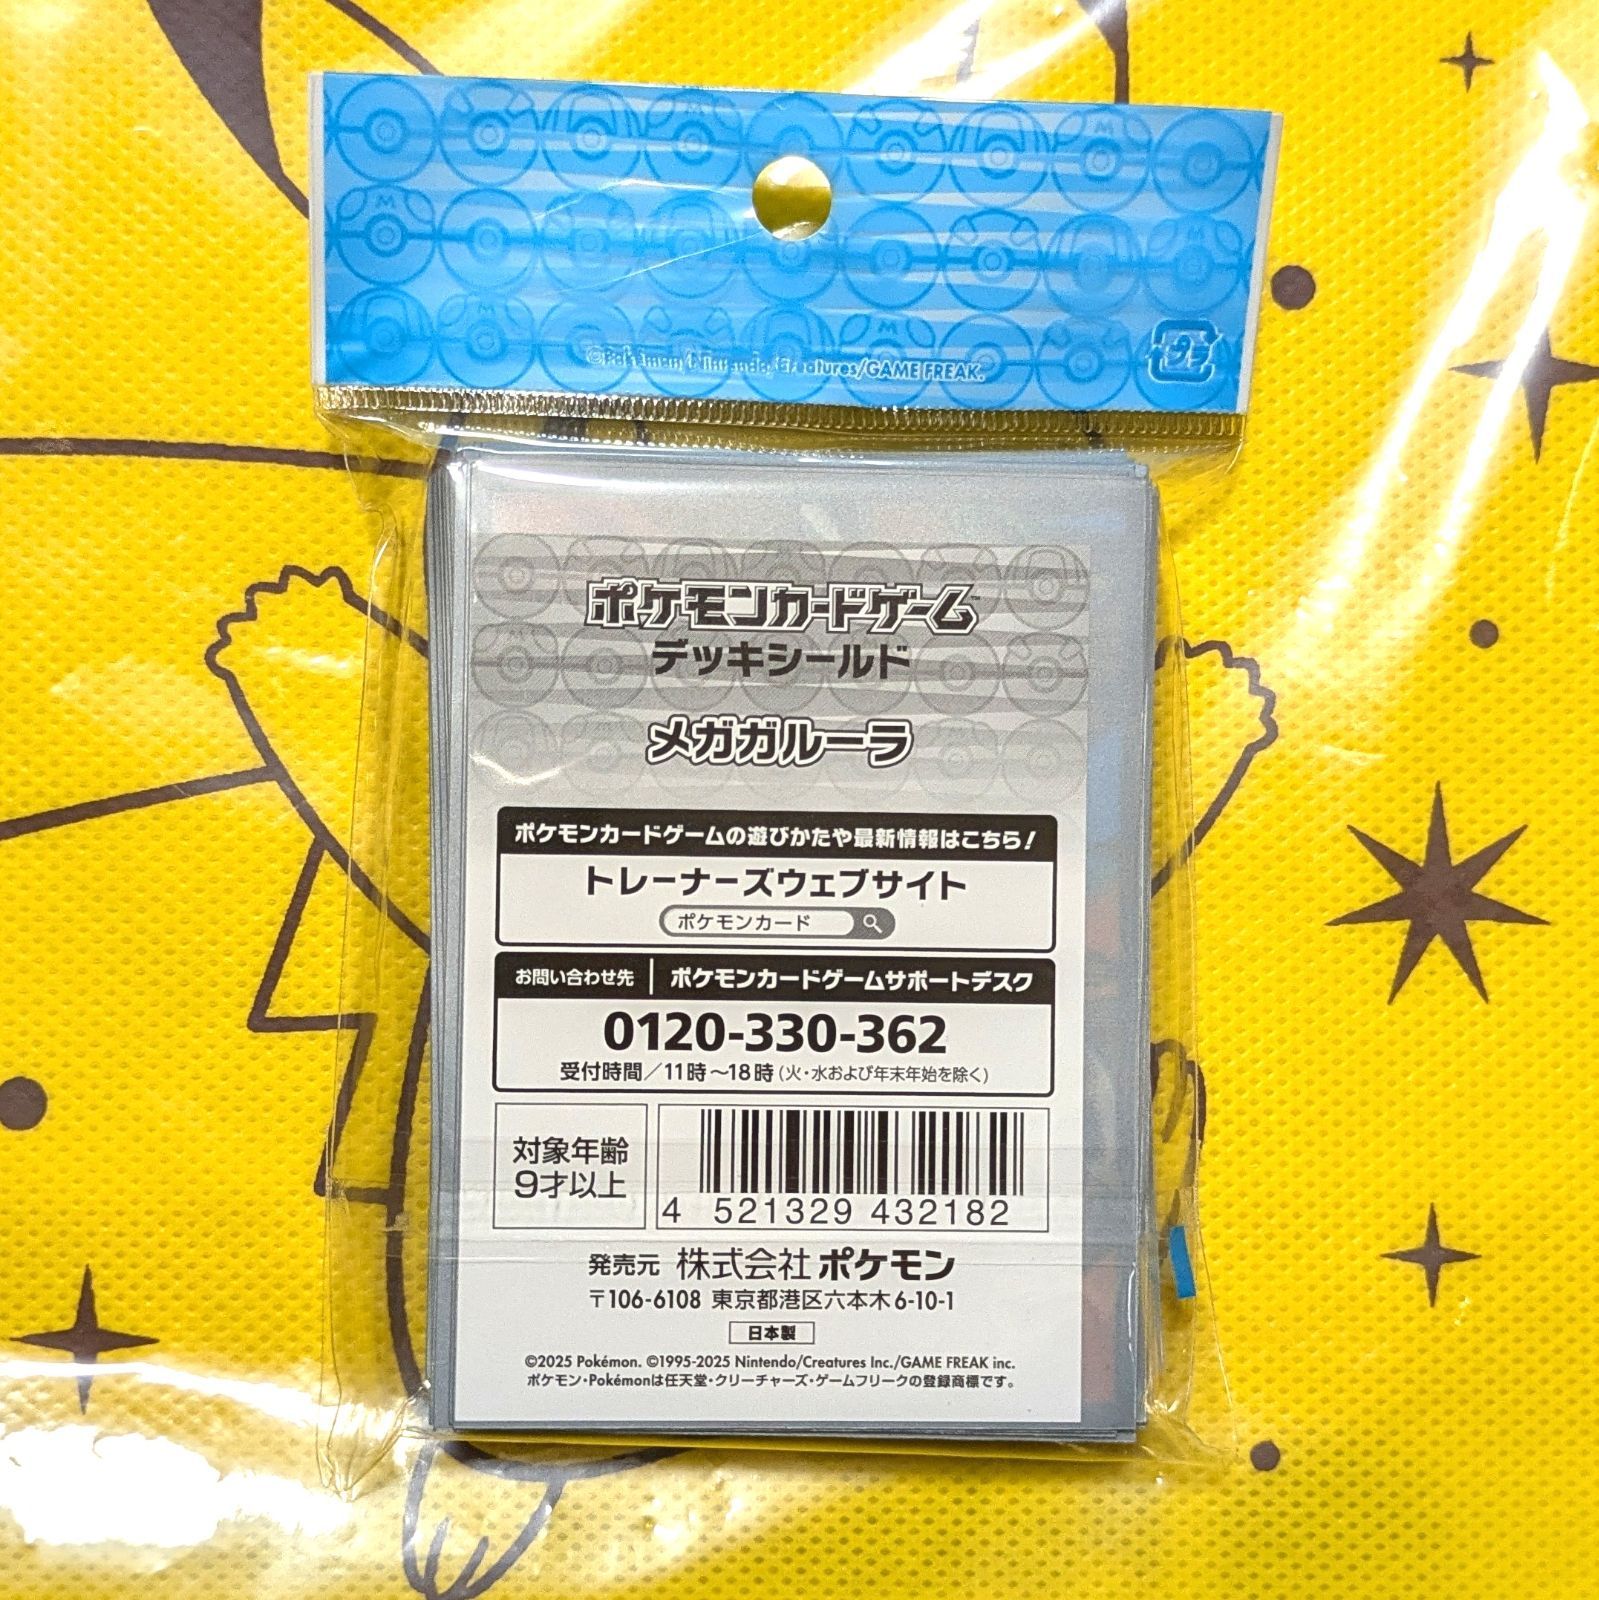 ©Pokémon/Nintendo/Creatures/GAME FREAK.
プラ
ポケモンカードゲーム™
デッキシールド
メガガルーラ
ポケモンカードゲームの遊びかたや最新情報はこちら!
トレーナーズウェブサイト
ポケモンカード
お問い合わせ先 ポケモンカードゲームサポートデスク
0120-330-362
受付時間/11時~18時(火・水および年末年始を除く)
対象年齢
9才以上
4 521329 432182
発売元 株式会社ポケモン
〒106-6108 東京都港区六本木6-10-1
日本製
©2025 Pokémon. ©1995-2025 Nintendo/Creatures Inc./GAME FREAK inc.
ポケモン・Pokémonは任天堂・クリーチャーズ・ゲームフリークの登録商標です。